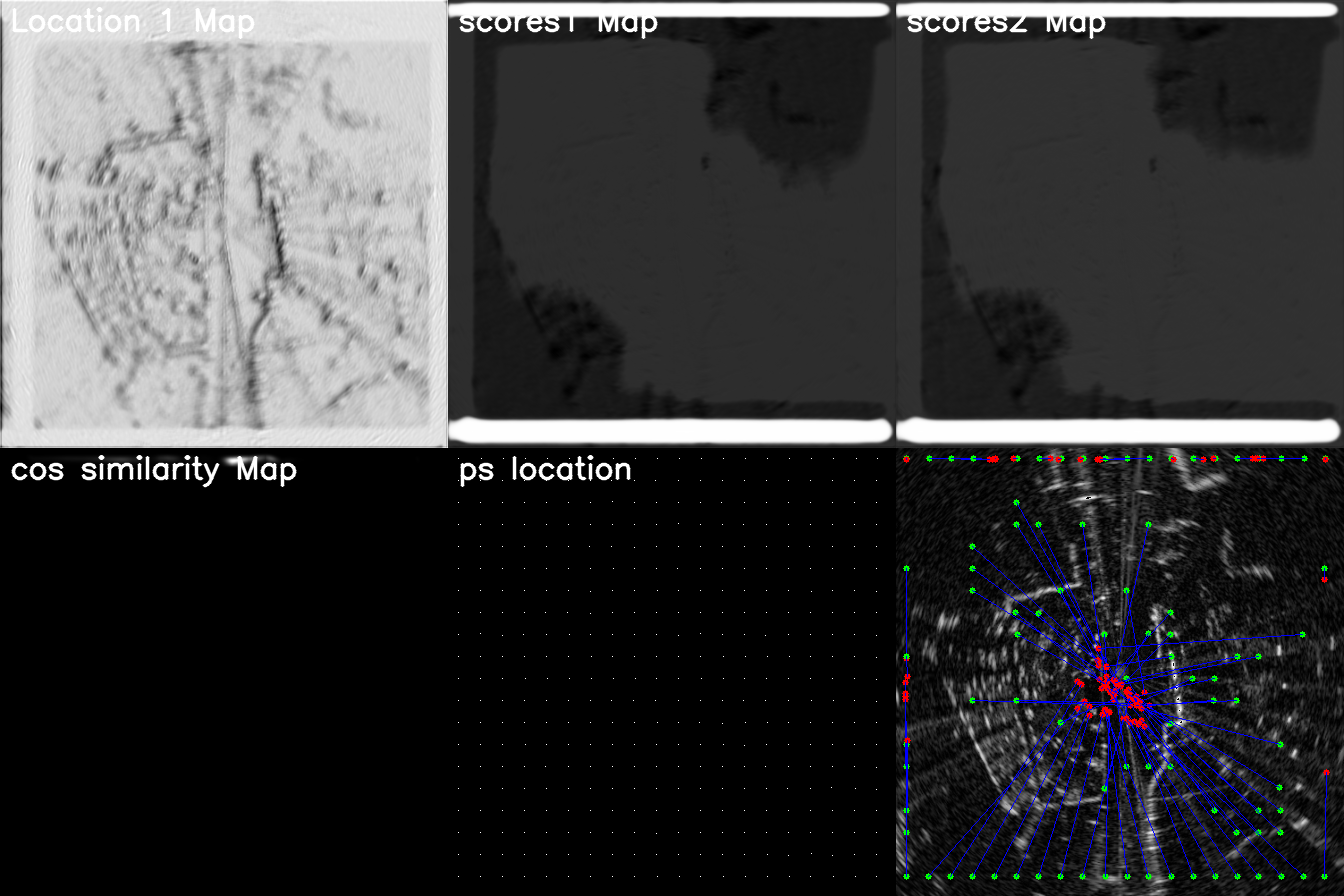 Location 1 Map
scores1 Map
scores2 Map
cos similarity Map
ps location